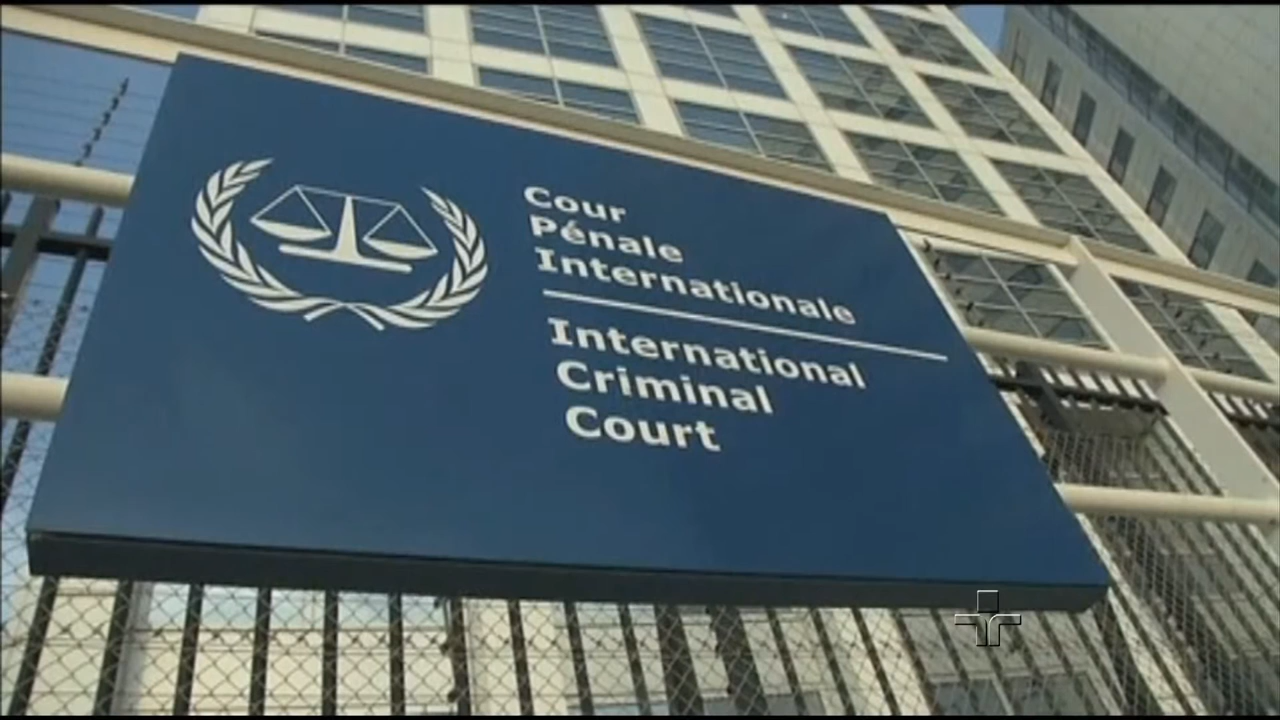 Cour
Pénale
Internationale
International
Criminal
Court